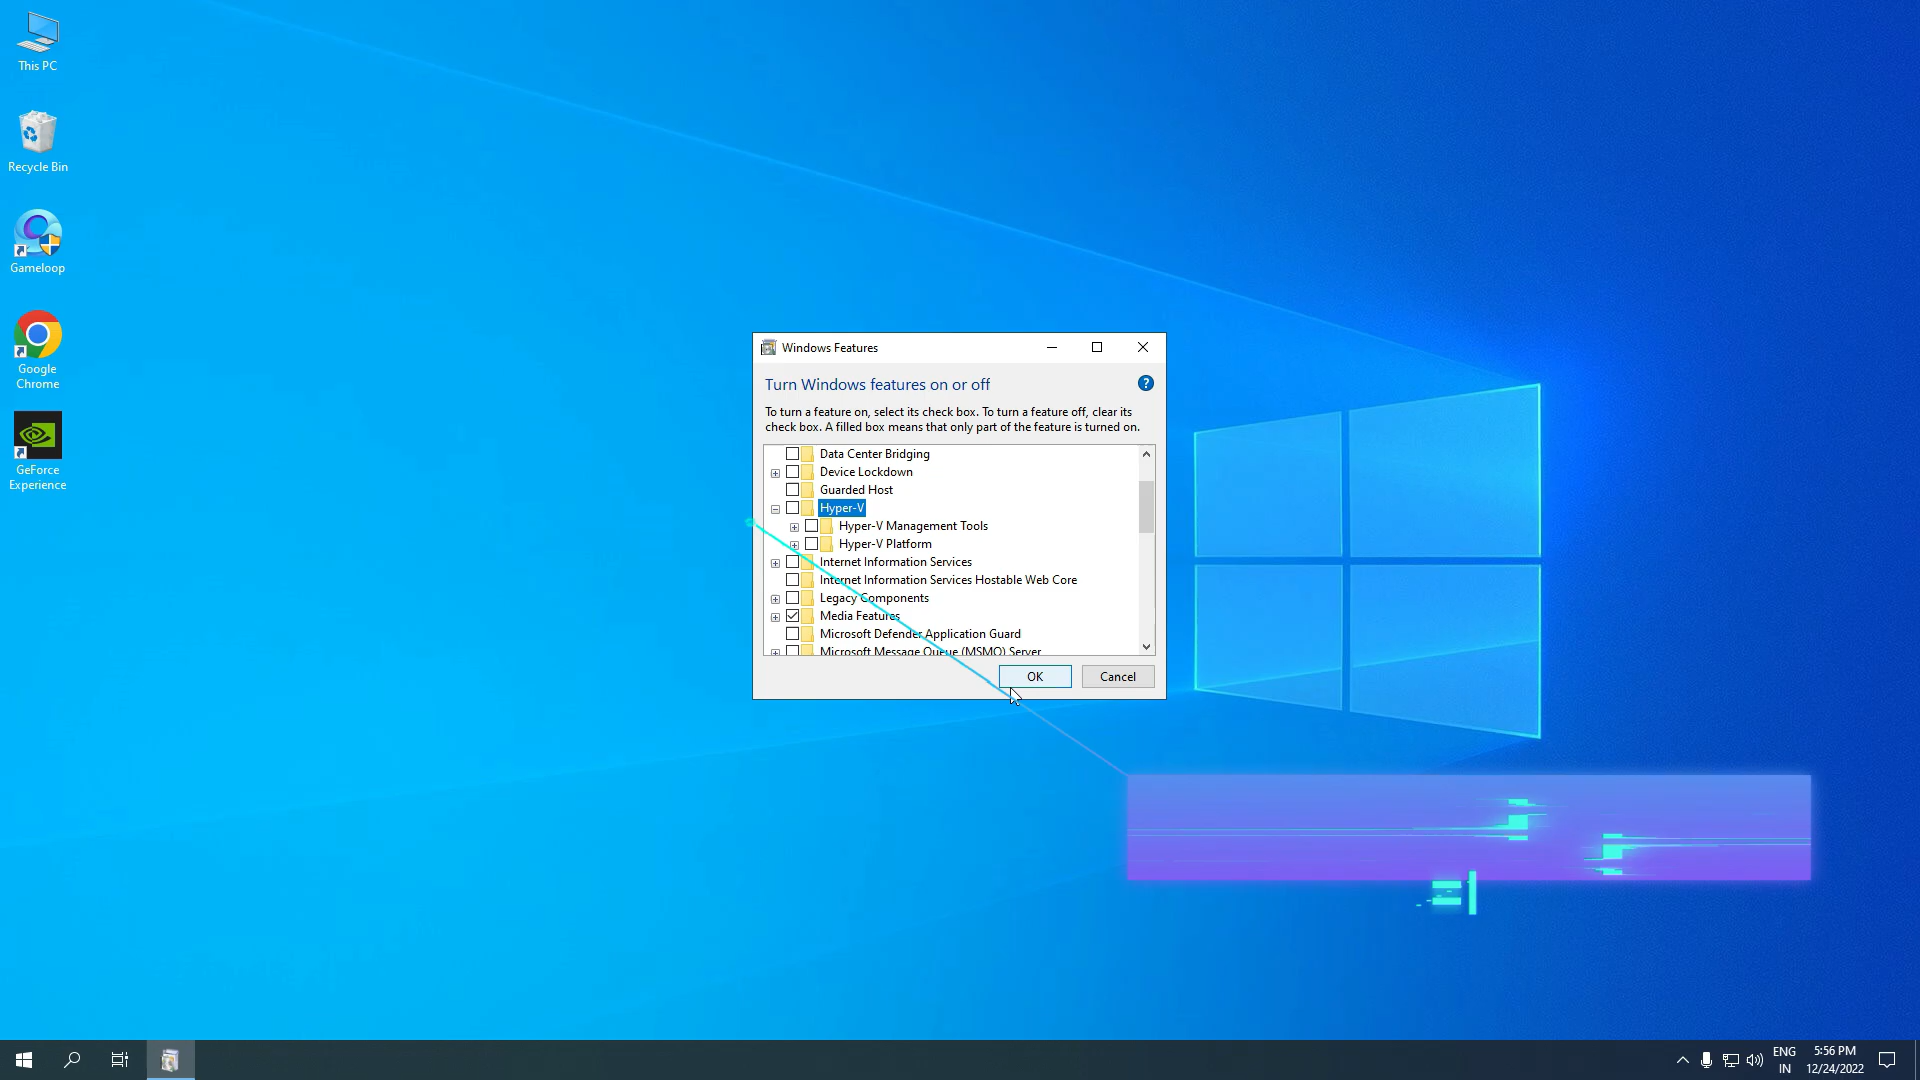 This PC
Recycle Bin
Gameloop
Google
Chrome
GeForce
Experience
Windows Features
Turn Windows features on or off
?
To turn a feature on, select its check box. To turn a feature off, clear its
check box. A filled box means that only part of the feature is turned on.
Data Center Bridging
Device Lockdown
Guarded Host
Hyper-V
Hyper-V Management Tools
Hyper-V Platform
Internet Information Services
Internet Information Services Hostable Web Core
Legacy Components
Media Features
Microsoft Defender Application Guard
Microsoft Message Queue (MSMQ) Server
OK
Cancel
ENG
IN
5:56 PM
12/24/2022